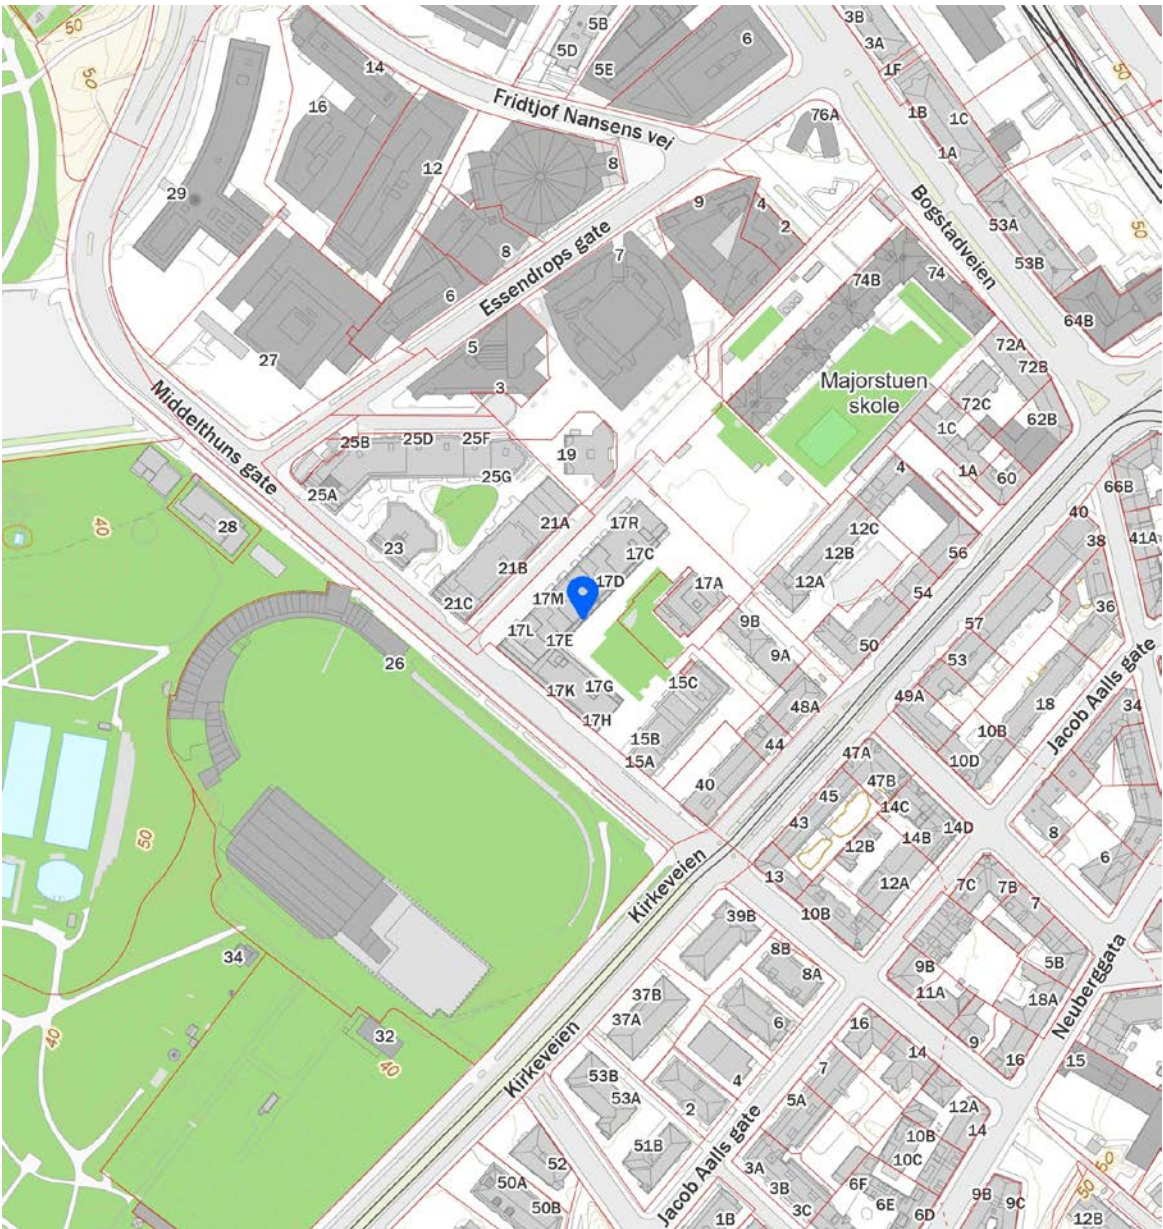 50
5B
3B
5D
3A
6
14
5E
1F
50
50
16
Fridtjof Nansens vei
76A
1B
1C
12
8
1A
29
9
4
2
Bogstadveien
53A
50
8
Essendrops gate
7
53B
74B
74
6
64B
5
72A
27
3
Majorstuen
skole
72B
72C
62B
Middelthuns gate
25B
25D
25F
1C
19
4
1A
60
25G
66B
25A
40
21A
17R
12C
40
28
38
41A
23
17C
12B
56
21B
17D
12A
17A
54
36
21C
17M
57
9B
17L
17E
50
9A
53
26
17K
17G
15C
18
Jacob Aalls gate
49A
34
48A
17H
10B
15B
44
47A
10D
15A
47B
40
45
14C
43
14D
14B
8
50
12B
6
13
12A
7C
7B
Kirkeveien
10B
7
39B
8B
34
8A
9B
5B
Neuberggata
37B
11A
18A
37A
6
32
40
40
16
9
14
16
15
Kirkeveien
7
53B
4
53A
5A
2
12A
14
Jacob Aalls gate
10B
51B
10C
52
3A
50
50A
3B
6F
9B
9C
50B
3C
6E
6D
1B
12B